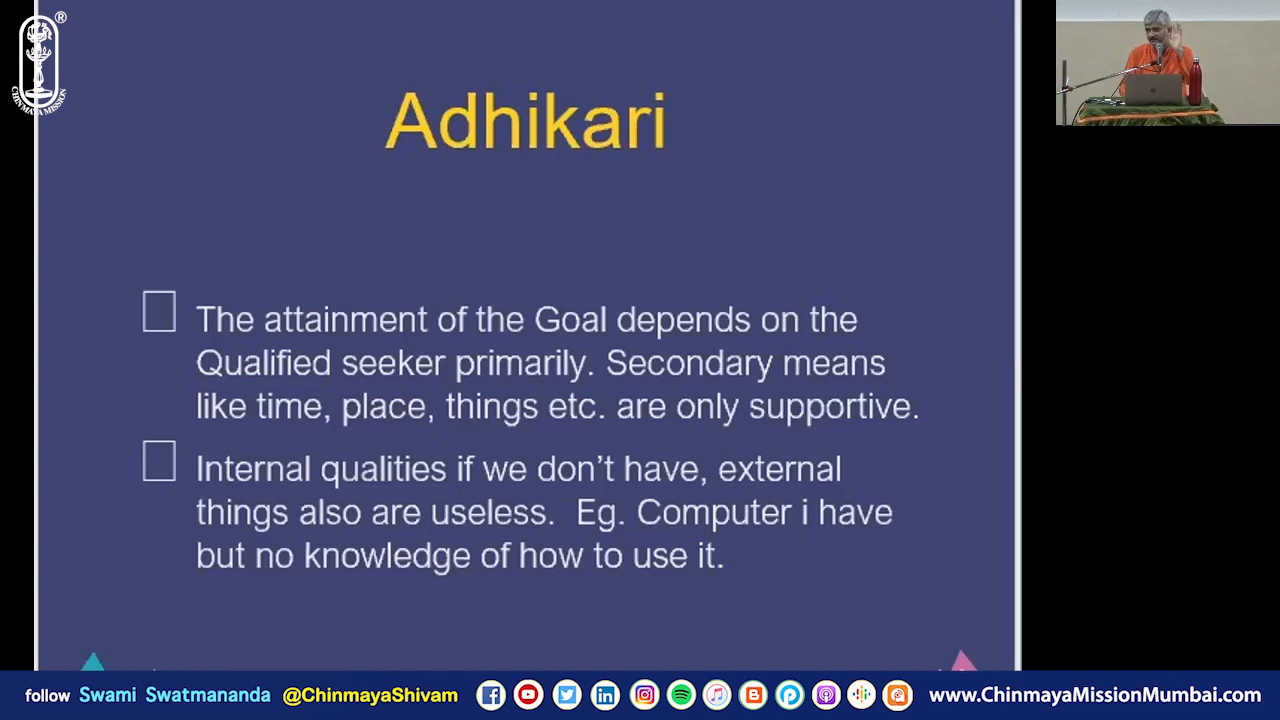 ®
CHINMAYA MISSION
Adhikari
The attainment of the Goal depends on the
Qualified seeker primarily. Secondary means
like time, place, things etc. are only supportive.
Internal qualities if we don't have, external
things also are useless. Eg. Computer i have
but no knowledge of how to use it.
follow Swami Swatmananda @ChinmayaShivam www.ChinmayaMissionMumbai.com